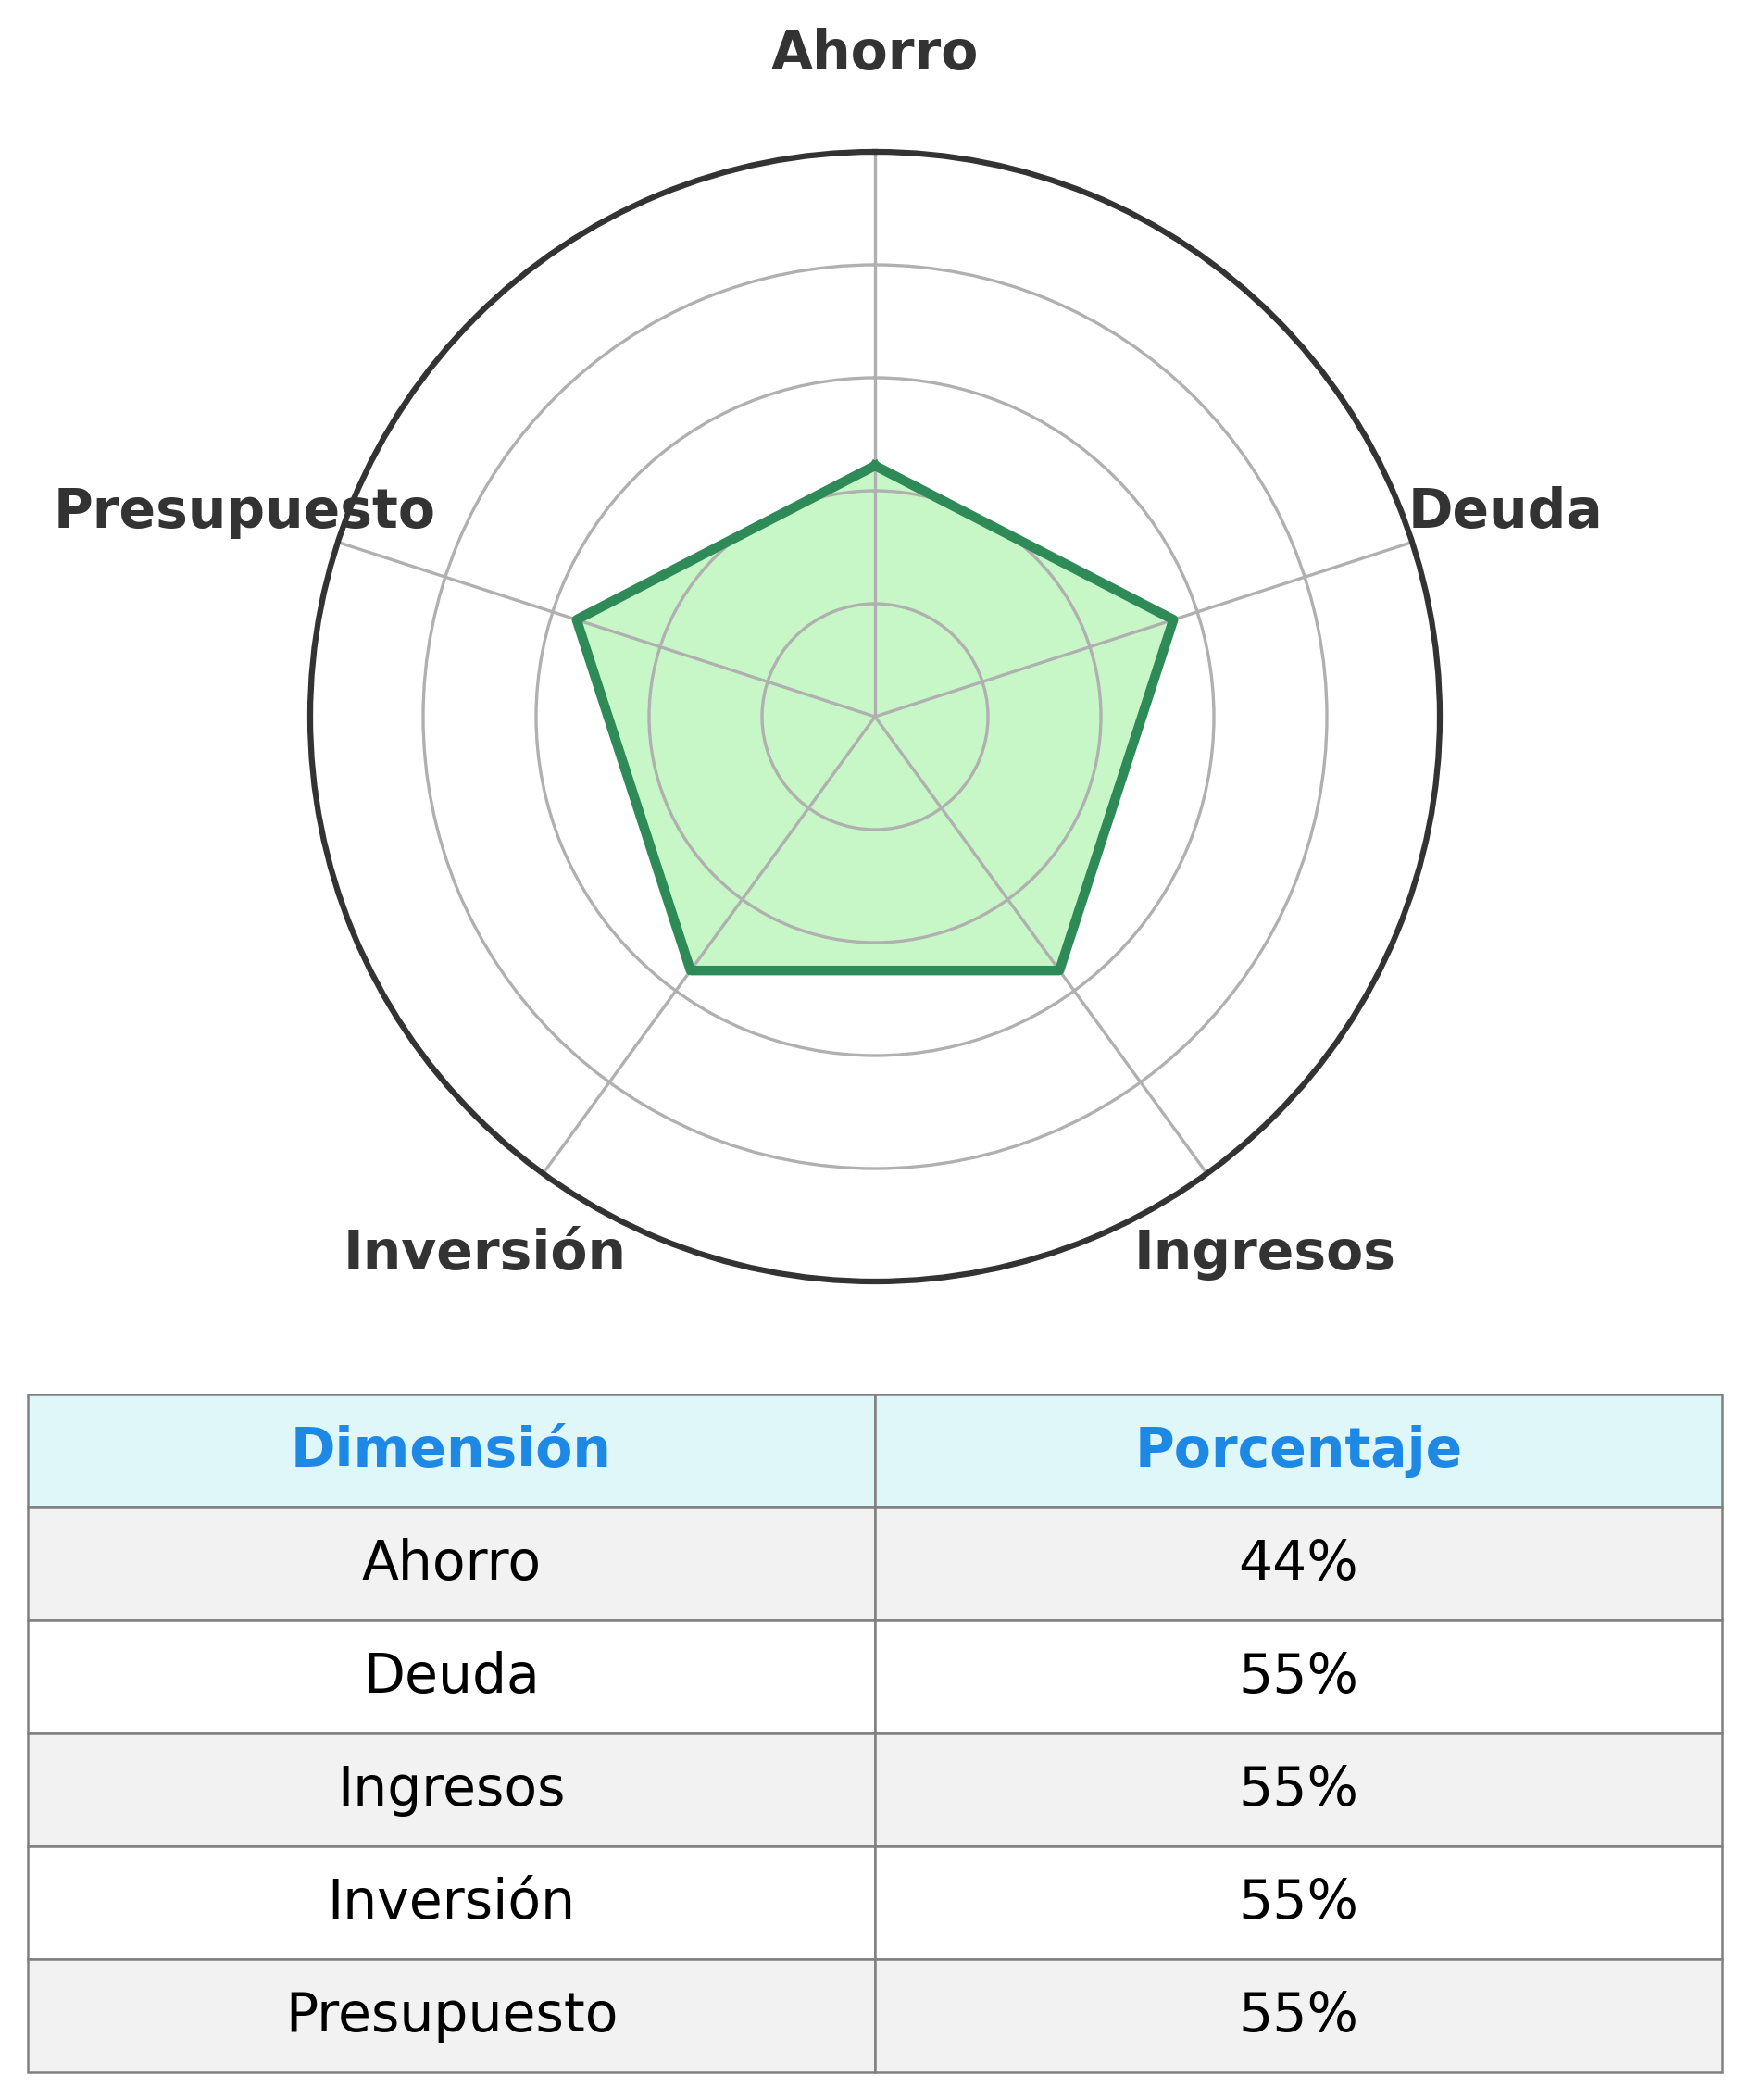 Ahorro
Presupuesto
Deuda
Inversión
Ingresos
Dimensión Porcentaje
Ahorro 44%
Deuda 55%
Ingresos 55%
Inversión 55%
Presupuesto 55%